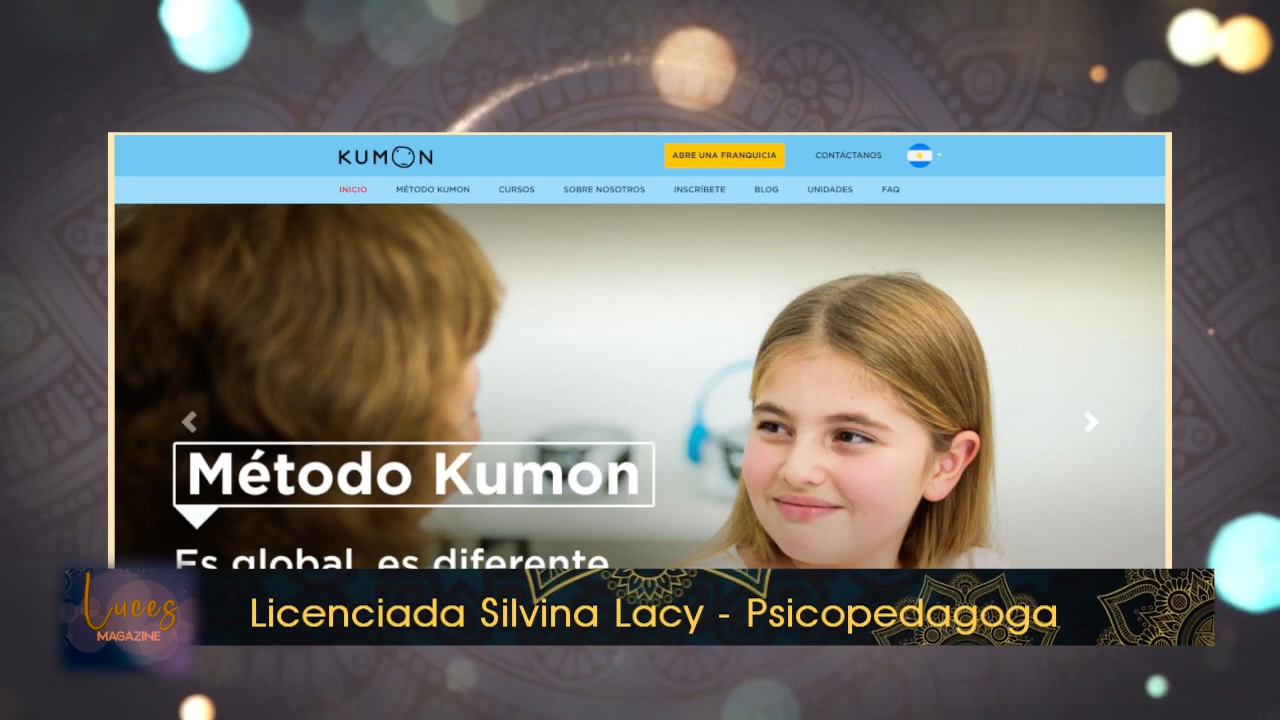 KUMON
ABRE UNA FRANQUICIA
CONTÁCTANOS
INICIO MÉTODO KUMON CURSOS SOBRE NOSOTROS INSCRÍBETE BLOG UNIDADES FAQ
Método Kumon
Es global, es diferente
Luces
MAGAZINE
Licenciada Silvina Lacy - Psicopedagoga